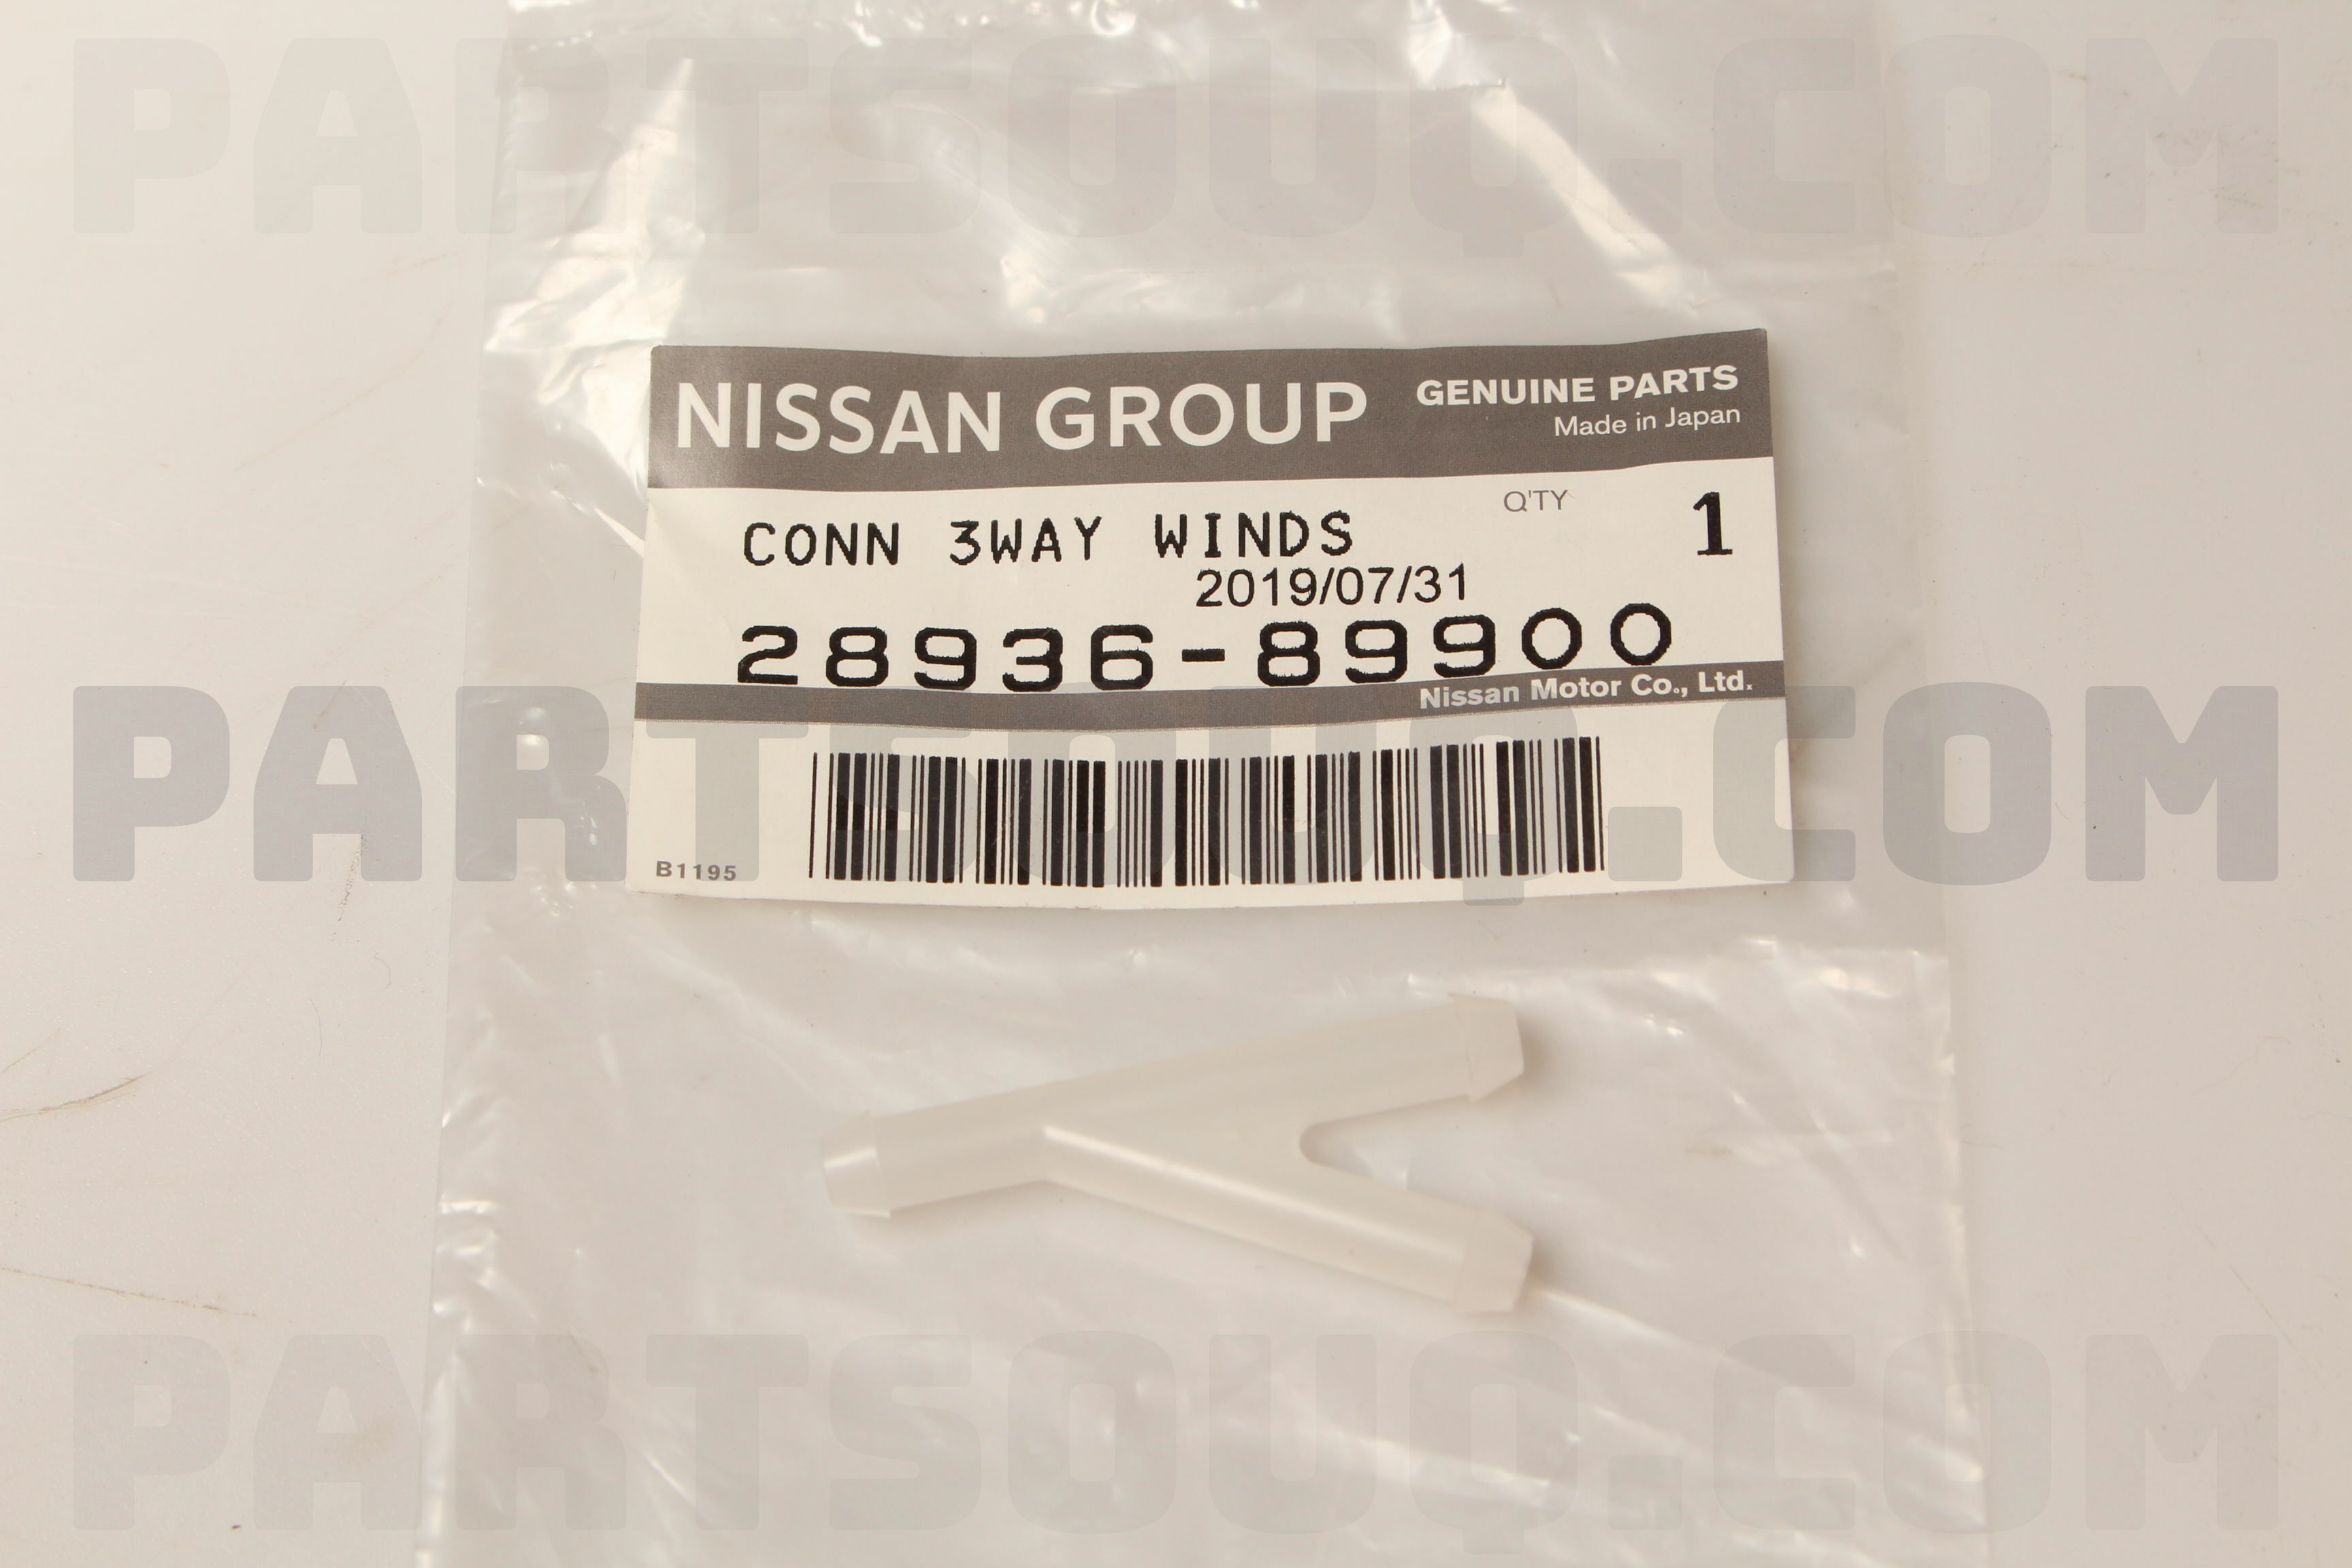 PARTSOUQ.COM
NISSAN GROUP
GENUINE PARTS
Made in Japan
Q'TY 1
CONN 3WAY WINDS
2019/07/31
28936-89900
Nissan Motor Co., Ltd.
PARTSOUQ.COM
B1195
PARTSOUQ.COM